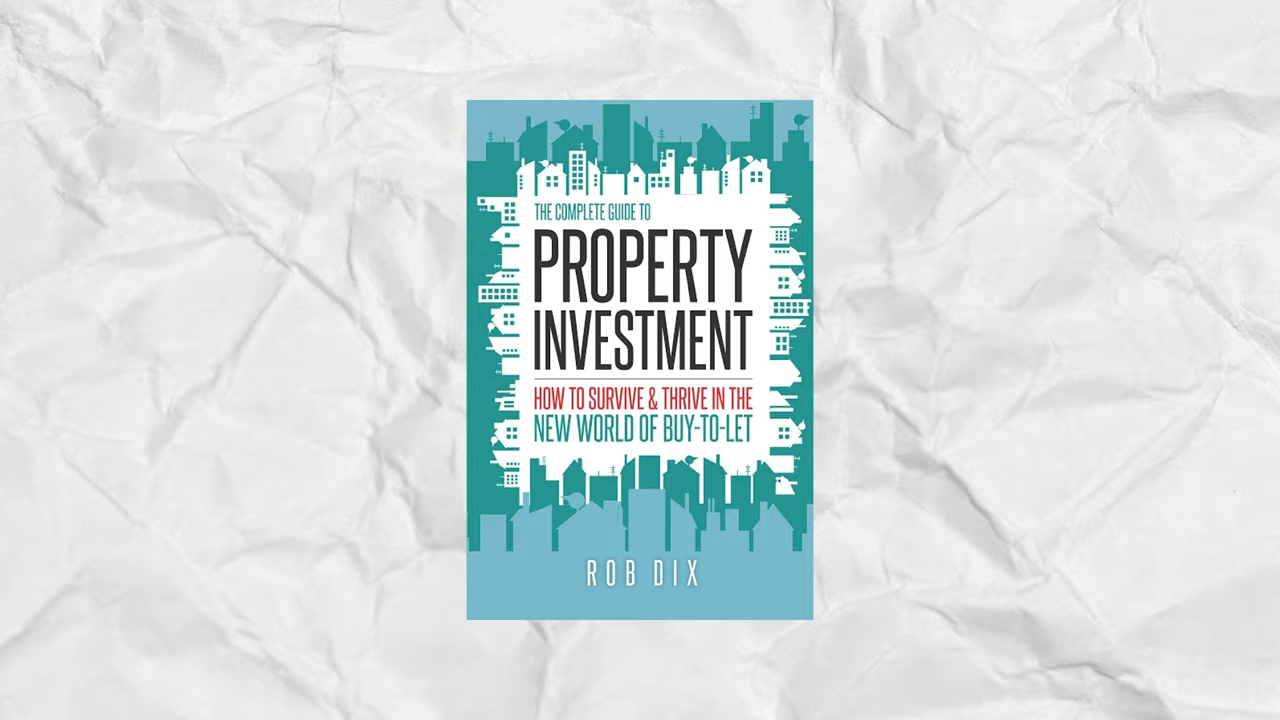 THE COMPLETE GUIDE TO
PROPERTY
INVESTMENT
HOW TO SURVIVE & THRIVE IN THE
NEW WORLD OF BUY-TO-LET
ROB DIX